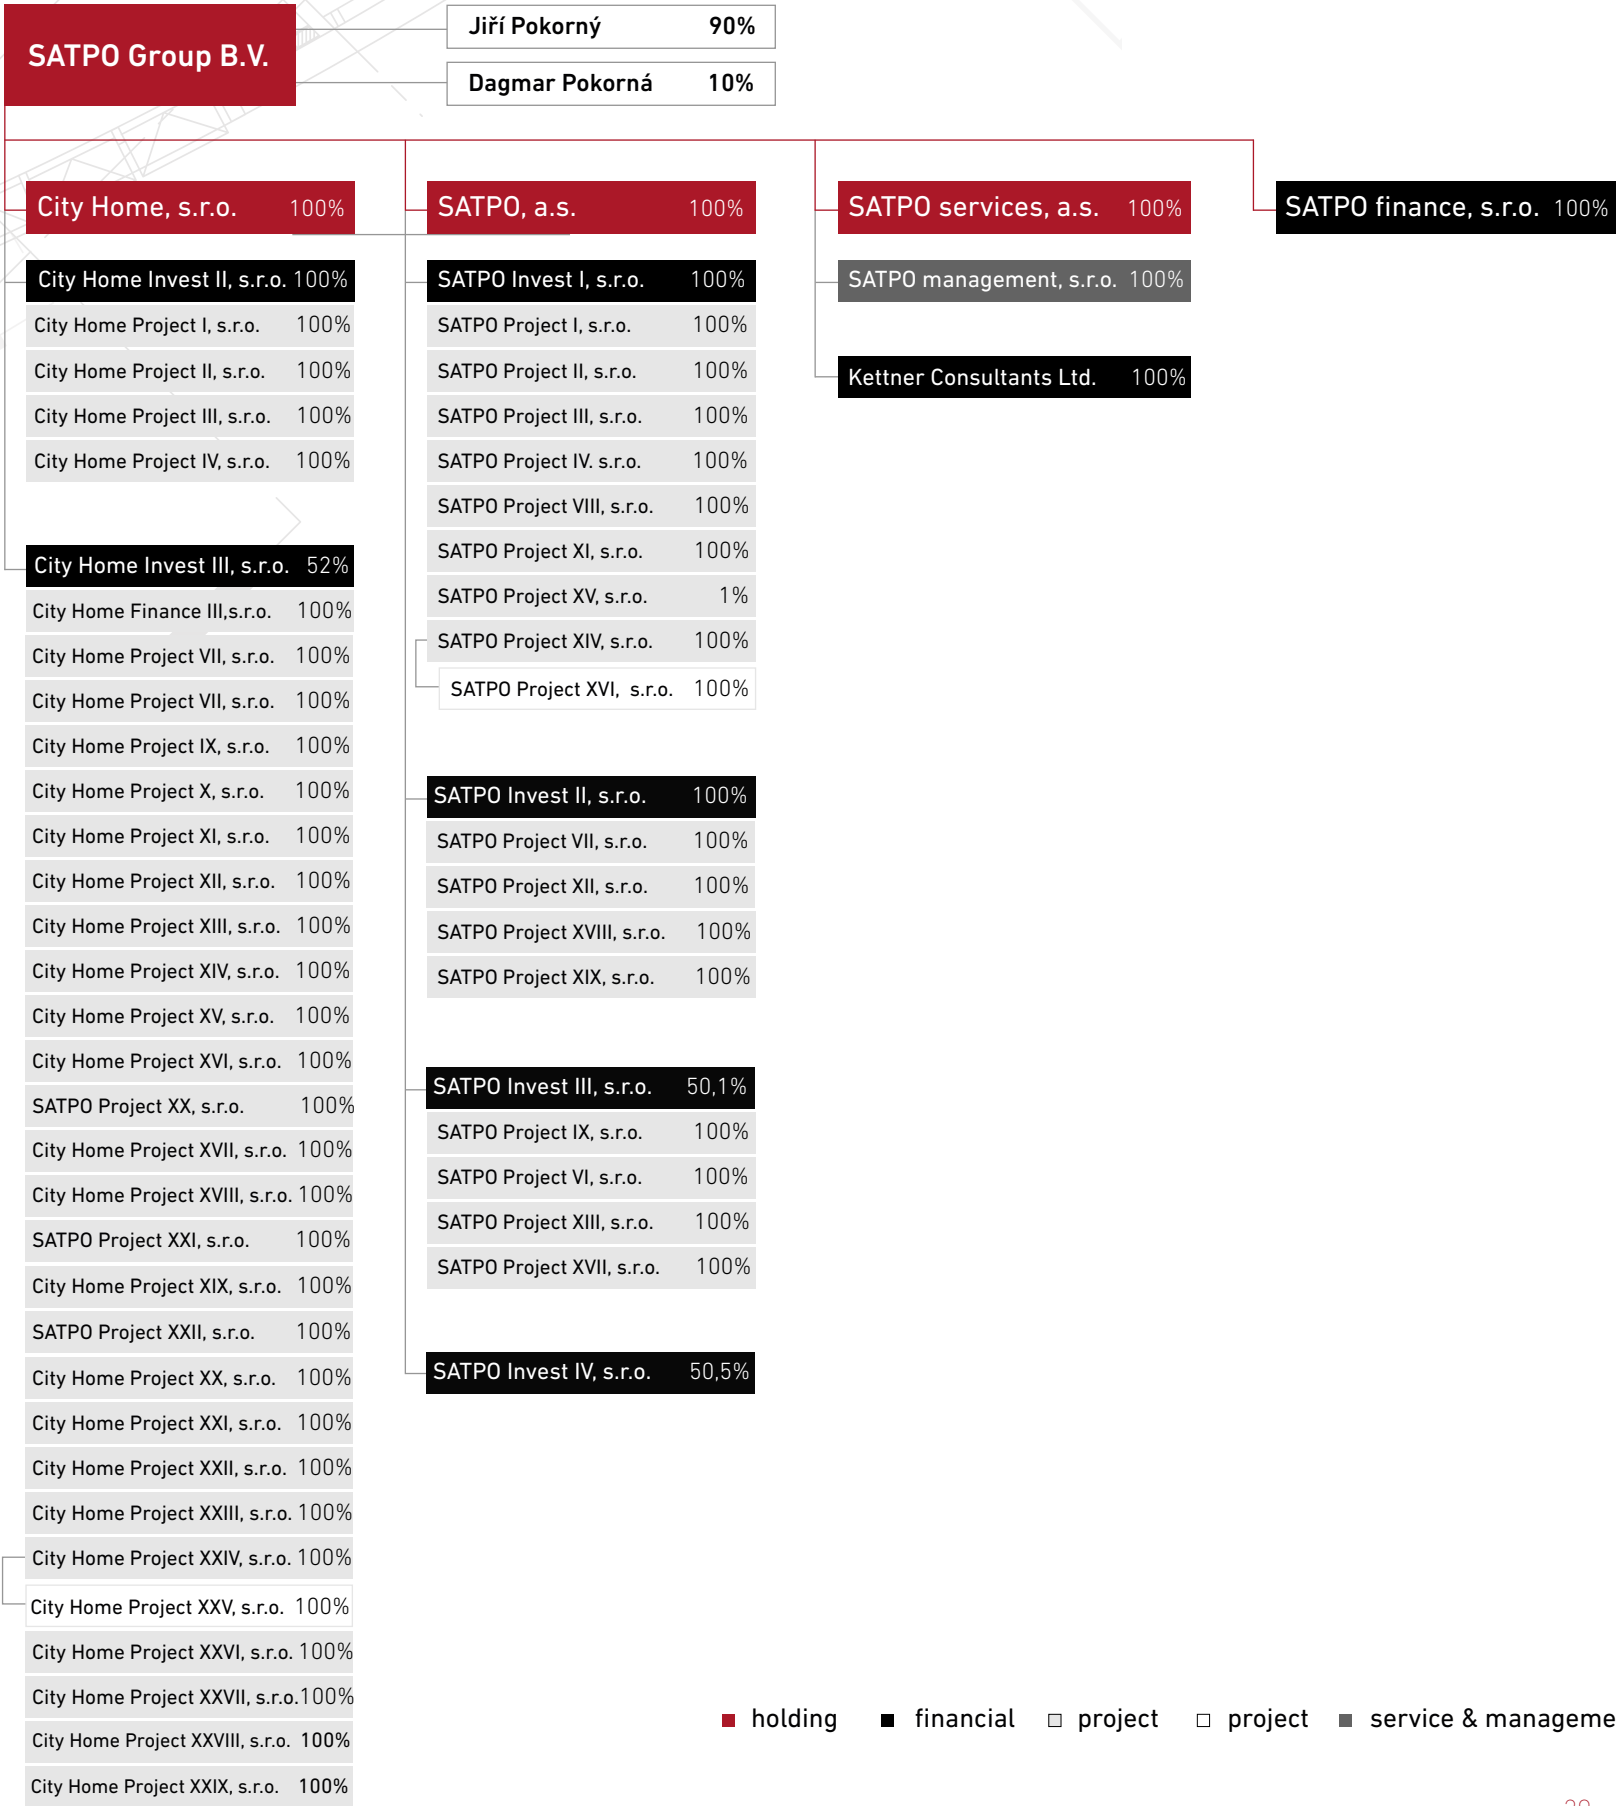 SATPO Group B.V.
Jiří Pokorný 90%
Dagmar Pokorná 10%
City Home, s.r.o. 100%
City Home Invest II, s.r.o. 100%
City Home Project I, s.r.o. 100%
City Home Project II, s.r.o. 100%
City Home Project III, s.r.o. 100%
City Home Project IV, s.r.o. 100%
City Home Invest III, s.r.o. 52%
City Home Finance III,s.r.o. 100%
City Home Project VII, s.r.o. 100%
City Home Project VII, s.r.o. 100%
City Home Project IX, s.r.o. 100%
City Home Project X, s.r.o. 100%
City Home Project XI, s.r.o. 100%
City Home Project XII, s.r.o. 100%
City Home Project XIII, s.r.o. 100%
City Home Project XIV, s.r.o. 100%
City Home Project XV, s.r.o. 100%
City Home Project XVI, s.r.o. 100%
SATPO Project XX, s.r.o. 100%
City Home Project XVII, s.r.o. 100%
City Home Project XVIII, s.r.o. 100%
SATPO Project XXI, s.r.o. 100%
City Home Project XIX, s.r.o. 100%
SATPO Project XXII, s.r.o. 100%
City Home Project XX, s.r.o. 100%
City Home Project XXI, s.r.o. 100%
City Home Project XXII, s.r.o. 100%
City Home Project XXIII, s.r.o. 100%
City Home Project XXIV, s.r.o. 100%
City Home Project XXV, s.r.o. 100%
City Home Project XXVI, s.r.o. 100%
City Home Project XXVII, s.r.o. 100%
City Home Project XXVIII, s.r.o. 100%
City Home Project XXIX, s.r.o. 100%
SATPO, a.s. 100%
SATPO Invest I, s.r.o. 100%
SATPO Project I, s.r.o. 100%
SATPO Project II, s.r.o. 100%
SATPO Project III, s.r.o. 100%
SATPO Project IV. s.r.o. 100%
SATPO Project VIII, s.r.o. 100%
SATPO Project XI, s.r.o. 100%
SATPO Project XV, s.r.o. 1%
SATPO Project XIV, s.r.o. 100%
SATPO Project XVI, s.r.o. 100%
SATPO Invest II, s.r.o. 100%
SATPO Project VII, s.r.o. 100%
SATPO Project XII, s.r.o. 100%
SATPO Project XVIII, s.r.o. 100%
SATPO Project XIX, s.r.o. 100%
SATPO Invest III, s.r.o. 50,1%
SATPO Project IX, s.r.o. 100%
SATPO Project VI, s.r.o. 100%
SATPO Project XIII, s.r.o. 100%
SATPO Project XVII, s.r.o. 100%
SATPO Invest IV, s.r.o. 50,5%
SATPO services, a.s. 100%
SATPO management, s.r.o. 100%
Kettner Consultants Ltd. 100%
SATPO finance, s.r.o. 100%
holding financial project project service & manageme